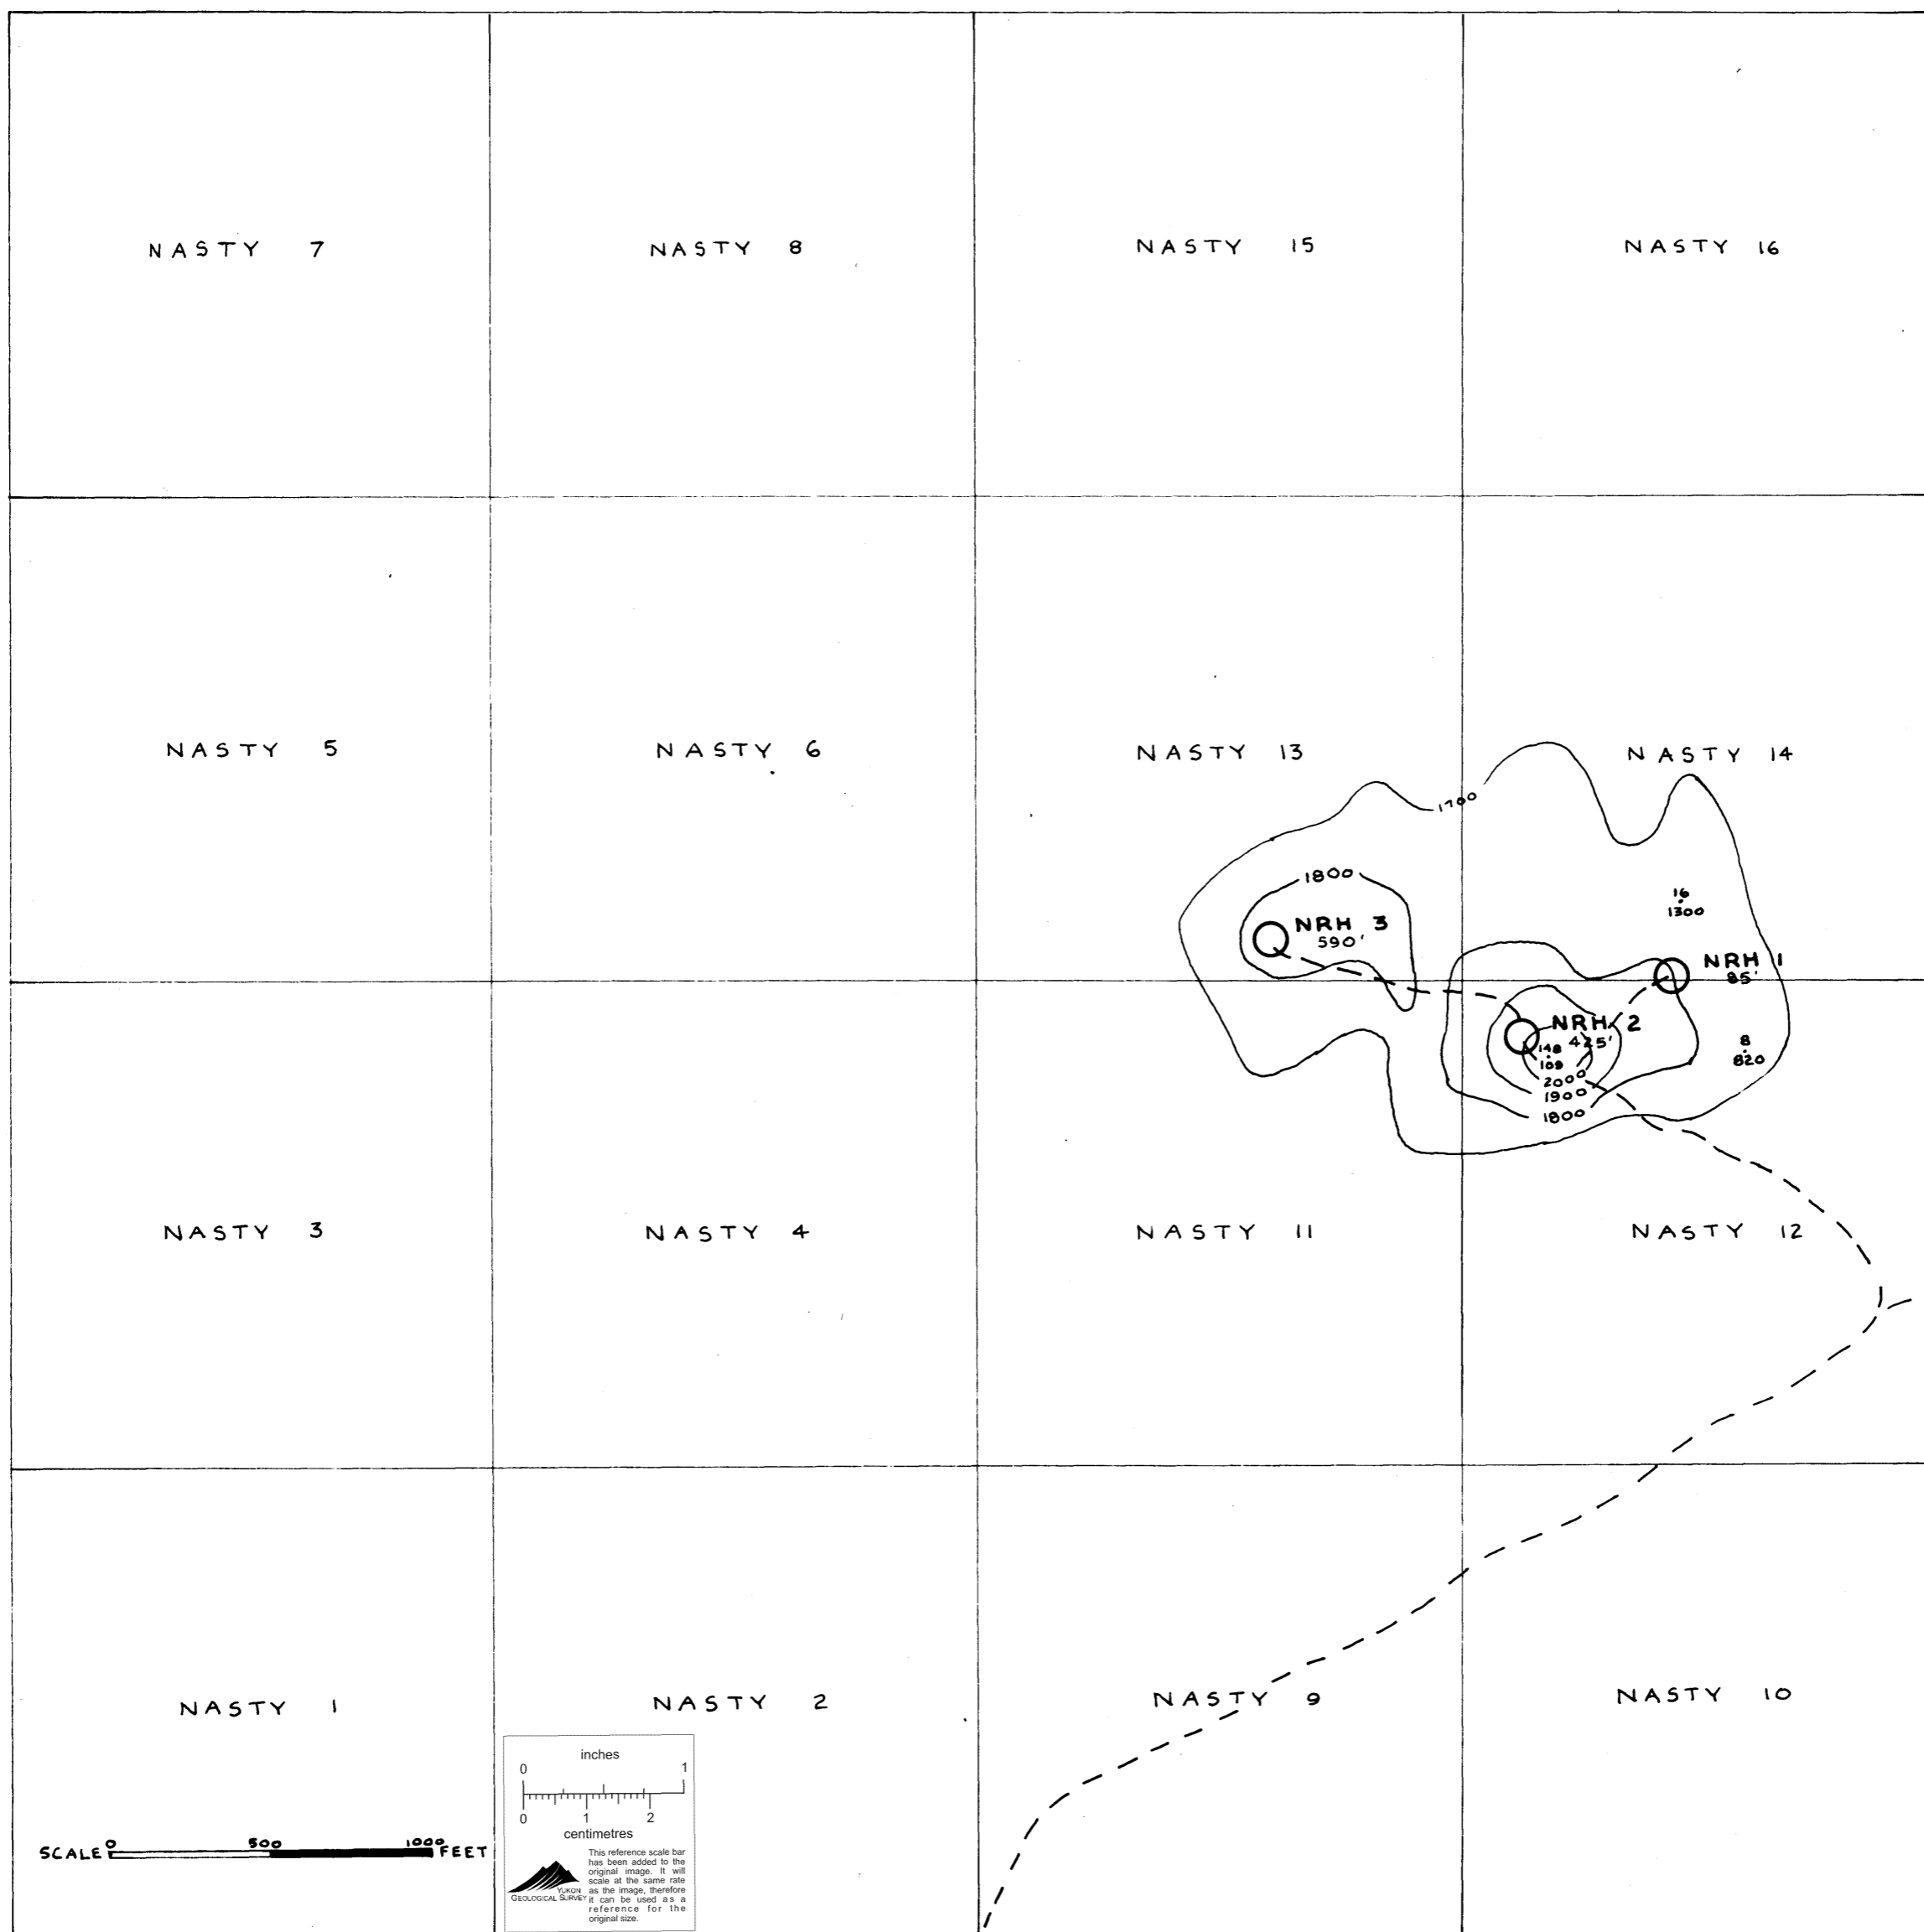 NASTY 7
NASTY 8
NASTY 15
NASTY 16
NASTY 5
NASTY 6
NASTY 13
NASTY 14
1700
1800
16
1300
NRH 3
590'
NRH 1
85'
NRH 2
425'
148
109
8
820
2000
1900
1800
NASTY 3
NASTY 4
NASTY 11
NASTY 12
NASTY 1
NASTY 2
NASTY 9
NASTY 10
inches
0 1
0 1 2
centimetres
SCALE 0 500 1000 FEET
This reference scale bar
has been added to the
original image. It will
scale at the same rate
as the image, therefore
it can be used as a
reference for the
original size.
YUKON
GEOLOGICAL SURVEY